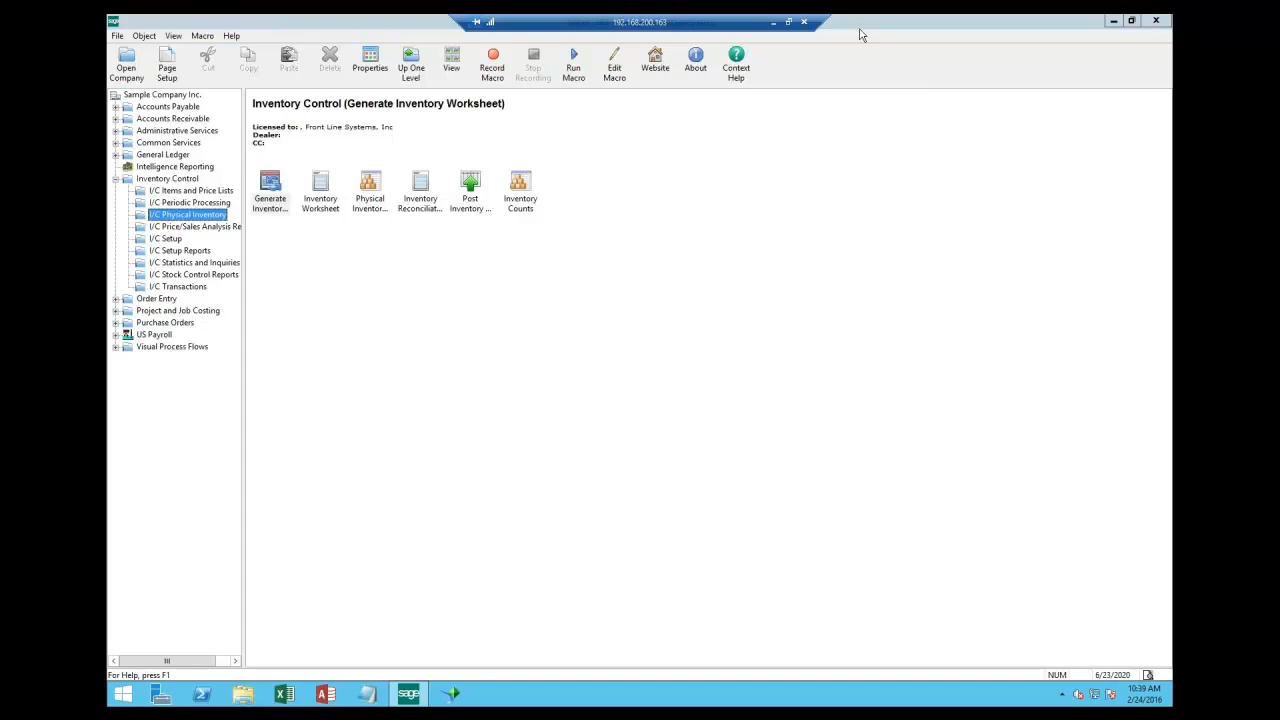 sage
192.168.200.163
File Object View Macro Help
Open Company
Page Setup
Cut
Copy
Paste
Delete
Properties
Up One Level
View
Record Macro
Stop Recording
Run Macro
Edit Macro
Website
About
Context Help
Sample Company Inc.
Accounts Payable
Accounts Receivable
Administrative Services
Common Services
General Ledger
Intelligence Reporting
Inventory Control
I/C Items and Price Lists
I/C Periodic Processing
I/C Physical Inventory
I/C Price/Sales Analysis Re
I/C Setup
I/C Setup Reports
I/C Statistics and Inquiries
I/C Stock Control Reports
I/C Transactions
Order Entry
Project and Job Costing
Purchase Orders
US Payroll
Visual Process Flows
Inventory Control (Generate Inventory Worksheet)
Licensed to: , Front Line Systems, Inc
Dealer:
CC:
Generate Inventor...
Inventory Worksheet
Physical Inventor...
Inventory Reconciliat...
Post Inventory ...
Inventory Counts
For Help, press F1
NUM
6/23/2020
sage
10:39 AM
2/24/2016